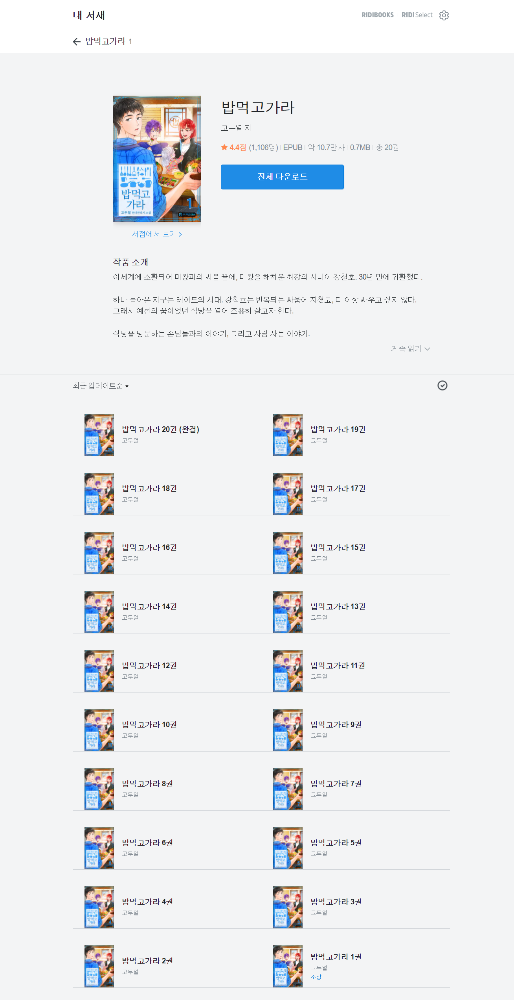 내 서재
RIDIBOOKS
RIDI Select
밥먹고가라 1
밥먹고
가라
고두열 현대판타지 소설
1
밥먹고가라
고두열 저
4.4점 (1,106명) EPUB 약 10.7만자 0.7MB 총 20권
전체 다운로드
서점에서 보기
작품 소개
이세계에 소환되어 마왕과의 싸움 끝에, 마왕을 해치운 최강의 사나이 강철호. 30년 만에 귀환했다.
하나 돌아온 지구는 레이드의 시대. 강철호는 반복되는 싸움에 지쳤고, 더 이상 싸우고 싶지 않다.
그래서 예전의 꿈이었던 식당을 열어 조용히 살고자 한다.
식당을 방문하는 손님들과의 이야기, 그리고 사람 사는 이야기.
계속 읽기
최근 업데이트순
밥먹고가라 20권 (완결)
고두열
밥먹고가라 19권
고두열
밥먹고가라 18권
고두열
밥먹고가라 17권
고두열
밥먹고가라 16권
고두열
밥먹고가라 15권
고두열
밥먹고가라 14권
고두열
밥먹고가라 13권
고두열
밥먹고가라 12권
고두열
밥먹고가라 11권
고두열
밥먹고가라 10권
고두열
밥먹고가라 9권
고두열
밥먹고가라 8권
고두열
밥먹고가라 7권
고두열
밥먹고가라 6권
고두열
밥먹고가라 5권
고두열
밥먹고가라 4권
고두열
밥먹고가라 3권
고두열
밥먹고가라 2권
고두열
밥먹고가라 1권
고두열
소장